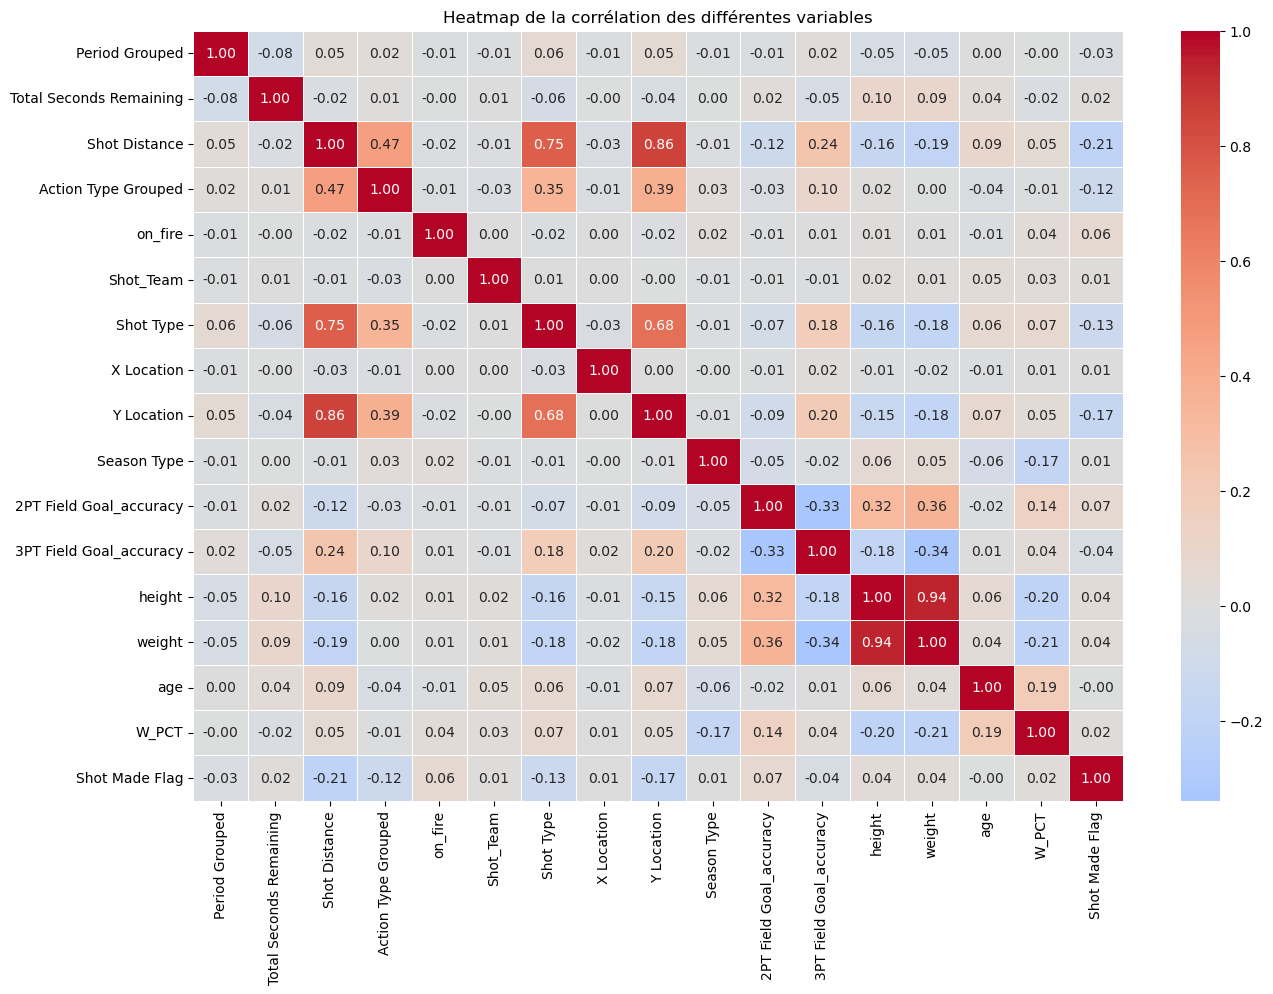 Heatmap de la corrélation des différentes variables
Period Grouped 1.00 -0.08 0.05 0.02 -0.01 -0.01 0.06 -0.01 0.05 -0.01 -0.01 0.02 -0.05 -0.05 0.00 -0.00 -0.03
Total Seconds Remaining -0.08 1.00 -0.02 0.01 -0.00 0.01 -0.06 -0.00 -0.04 0.00 0.02 -0.05 0.10 0.09 0.04 -0.02 0.02
Shot Distance 0.05 -0.02 1.00 0.47 -0.02 -0.01 0.75 -0.03 0.86 -0.01 -0.12 0.24 -0.16 -0.19 0.09 0.05 -0.21
Action Type Grouped 0.02 0.01 0.47 1.00 -0.01 -0.03 0.35 -0.01 0.39 0.03 -0.03 0.10 0.02 0.00 -0.04 -0.01 -0.12
on_fire -0.01 -0.00 -0.02 -0.01 1.00 0.00 -0.02 0.00 -0.02 0.02 -0.01 0.01 0.01 0.01 -0.01 0.04 0.06
Shot_Team -0.01 0.01 -0.01 -0.03 0.00 1.00 0.01 0.00 -0.00 -0.01 -0.01 -0.01 0.02 0.01 0.05 0.03 0.01
Shot Type 0.06 -0.06 0.75 0.35 -0.02 0.01 1.00 -0.03 0.68 -0.01 -0.07 0.18 -0.16 -0.18 0.06 0.07 -0.13
X Location -0.01 -0.00 -0.03 -0.01 0.00 0.00 -0.03 1.00 0.00 -0.00 -0.01 0.02 -0.01 -0.02 -0.01 0.01 0.01
Y Location 0.05 -0.04 0.86 0.39 -0.02 -0.00 0.68 0.00 1.00 -0.01 -0.09 0.20 -0.15 -0.18 0.07 0.05 -0.17
Season Type -0.01 0.00 -0.01 0.03 0.02 -0.01 -0.01 -0.00 -0.01 1.00 -0.05 -0.02 0.06 0.05 -0.06 -0.17 0.01
2PT Field Goal_accuracy -0.01 0.02 -0.12 -0.03 -0.01 -0.01 -0.07 -0.01 -0.09 -0.05 1.00 -0.33 0.32 0.36 -0.02 0.14 0.07
3PT Field Goal_accuracy 0.02 -0.05 0.24 0.10 0.01 -0.01 0.18 0.02 0.20 -0.02 -0.33 1.00 -0.18 -0.34 0.01 0.04 -0.04
height -0.05 0.10 -0.16 0.02 0.01 0.02 -0.16 -0.01 -0.15 0.06 0.32 -0.18 1.00 0.94 0.06 -0.20 0.04
weight -0.05 0.09 -0.19 0.00 0.01 0.01 -0.18 -0.02 -0.18 0.05 0.36 -0.34 0.94 1.00 0.04 -0.21 0.04
age 0.00 0.04 0.09 -0.04 -0.01 0.05 0.06 -0.01 0.07 -0.06 -0.02 0.01 0.06 0.04 1.00 0.19 -0.00
W_PCT -0.00 -0.02 0.05 -0.01 0.04 0.03 0.07 0.01 0.05 -0.17 0.14 0.04 -0.20 -0.21 0.19 1.00 0.02
Shot Made Flag -0.03 0.02 -0.21 -0.12 0.06 0.01 -0.13 0.01 -0.17 0.01 0.07 -0.04 0.04 0.04 -0.00 0.02 1.00
Period Grouped
Total Seconds Remaining
Shot Distance
Action Type Grouped
on_fire
Shot_Team
Shot Type
X Location
Y Location
Season Type
2PT Field Goal_accuracy
3PT Field Goal_accuracy
height
weight
age
W_PCT
Shot Made Flag
1.0
0.8
0.6
0.4
0.2
0.0
−0.2